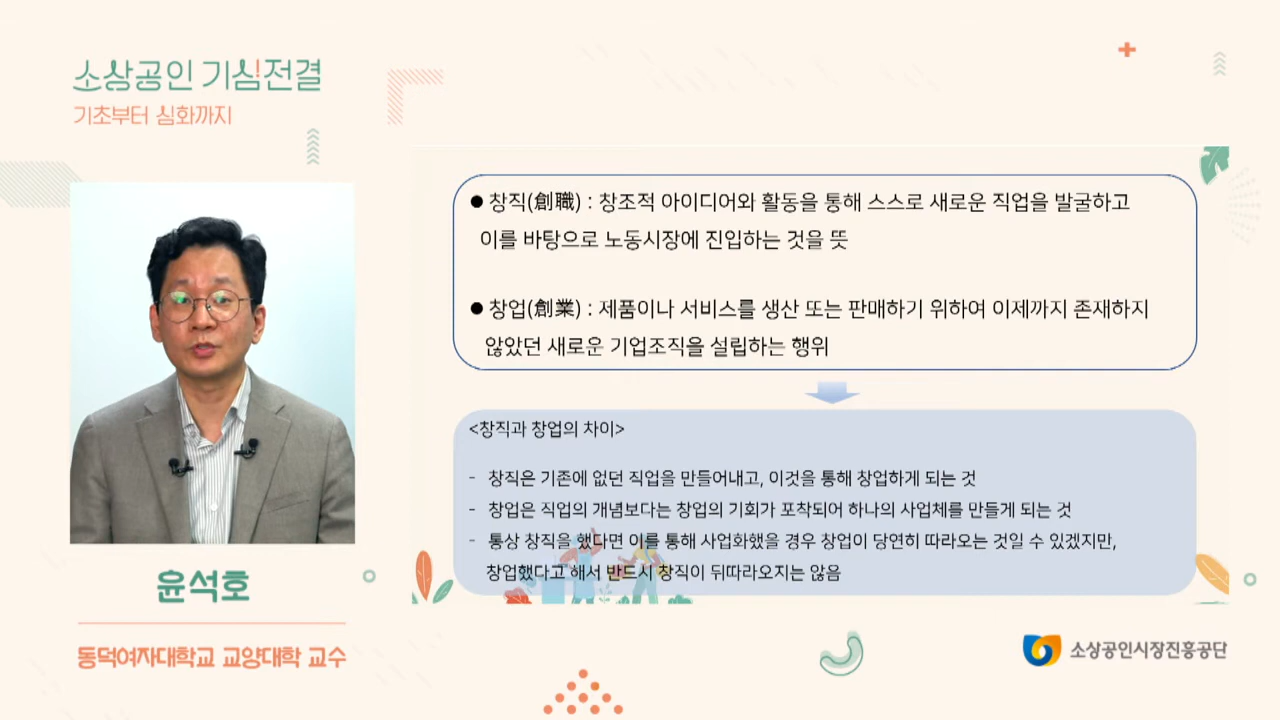 소상공인 기심전결
기초부터 심화까지
● 창직(創職) : 창조적 아이디어와 활동을 통해 스스로 새로운 직업을 발굴하고
이를 바탕으로 노동시장에 진입하는 것을 뜻
● 창업(創業) : 제품이나 서비스를 생산 또는 판매하기 위하여 이제까지 존재하지
않았던 새로운 기업조직을 설립하는 행위
<창직과 창업의 차이>
- 창직은 기존에 없던 직업을 만들어내고, 이것을 통해 창업하게 되는 것
- 창업은 직업의 개념보다는 창업의 기회가 포착되어 하나의 사업체를 만들게 되는 것
- 통상 창직을 했다면 이를 통해 사업화했을 경우 창업이 당연히 따라오는 것일 수 있겠지만,
창업했다고 해서 반드시 창직이 뒤따라오지는 않음
윤석호
동덕여자대학교 교양대학 교수
소상공인시장진흥공단